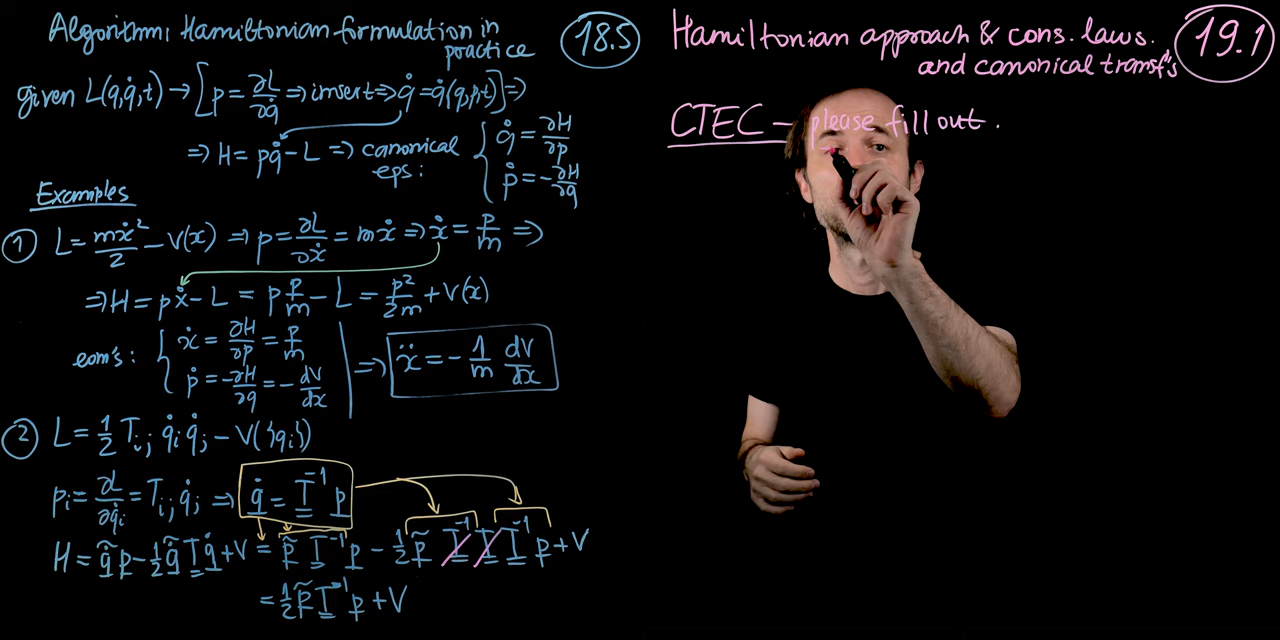 Algorithm: Hamiltonian formulation in
practice
18.5
given L(q,q̇,t) → [p = ∂L/∂q̇ ⇒ insert ⇒ q̇ = q̇(q,p,t)] ⇒
⇒ H = pq̇ − L ⇒ canonical eqs: { q̇ = ∂H/∂p
ṗ = −∂H/∂q
Examples
① L = mẋ²/2 − V(x) ⇒ p = ∂L/∂ẋ = mẋ ⇒ ẋ = p/m ⇒
⇒ H = pẋ − L = p p/m − L = p²/2m + V(x)
eom's: { ẋ = ∂H/∂p = p/m
ṗ = −∂H/∂q = −dV/dx | ⇒ ẍ = − 1/m dV/dx
② L = 1/2 Tᵢⱼ q̇ᵢ q̇ⱼ − V({qᵢ})
pᵢ = ∂L/∂q̇ᵢ = Tᵢⱼ q̇ⱼ ⇒ q̇ = T⁻¹ p
H = q̇̃ p − 1/2 q̇̃ T q̇ + V = p̃ T⁻¹ p − 1/2 p̃ T⁻¹ T T⁻¹ p + V
= 1/2 p̃ T⁻¹ p + V
Hamiltonian approach & cons. laws.
and canonical transf's
19.1
CTEC – please fill out.